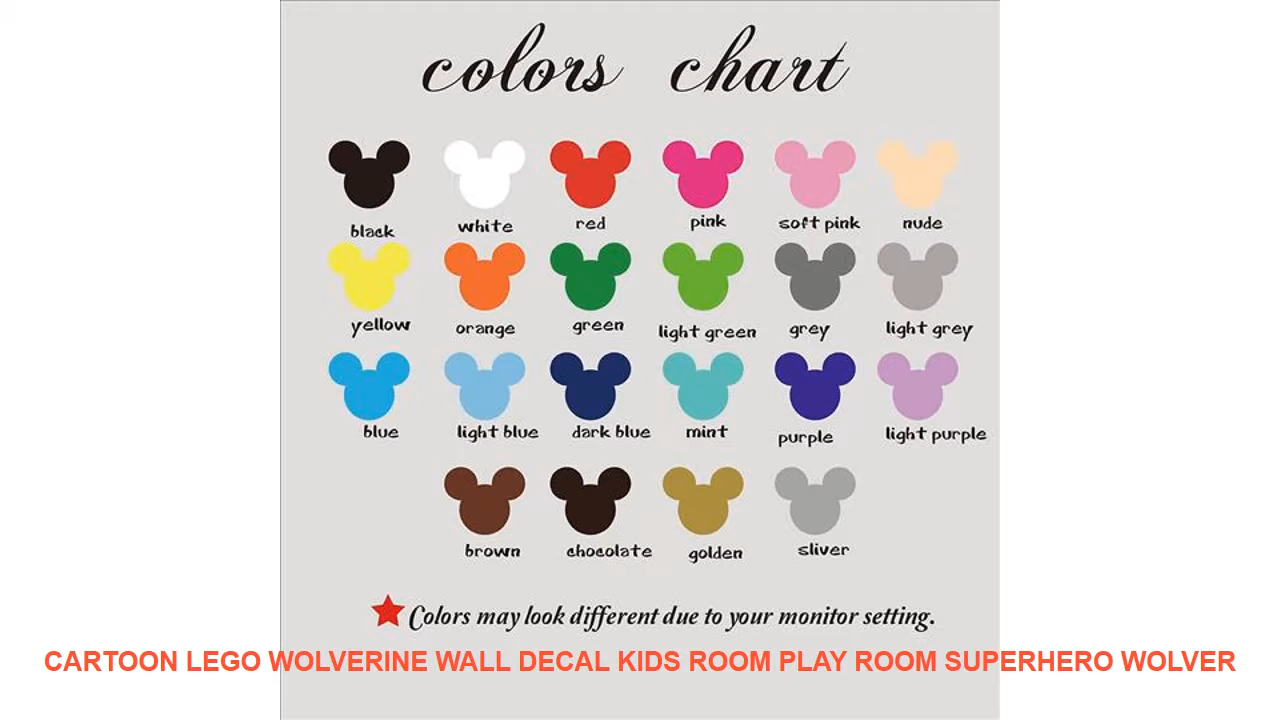 colors chart
black white red pink soft pink nude
yellow orange green light green grey light grey
blue light blue dark blue mint purple light purple
brown chocolate golden sliver
Colors may look different due to your monitor setting.
CARTOON LEGO WOLVERINE WALL DECAL KIDS ROOM PLAY ROOM SUPERHERO WOLVER